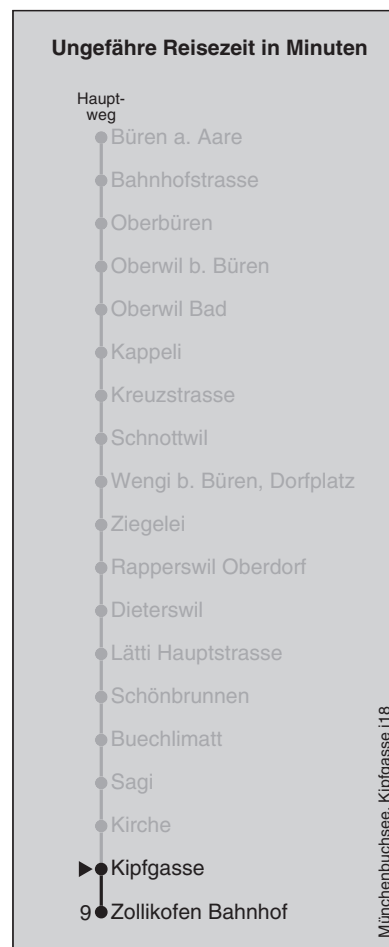 Ungefähre Reisezeit in Minuten
Haupt-
weg
Büren a. Aare
Bahnhofstrasse
Oberbüren
Oberwil b. Büren
Oberwil Bad
Kappeli
Kreuzstrasse
Schnottwil
Wengi b. Büren, Dorfplatz
Ziegelei
Rapperswil Oberdorf
Dieterswil
Lätti Hauptstrasse
Schönbrunnen
Buechlimatt
Sagi
Kirche
Kipfgasse
9 Zollikofen Bahnhof
Münchenbuchsee, Kipfgasse j18